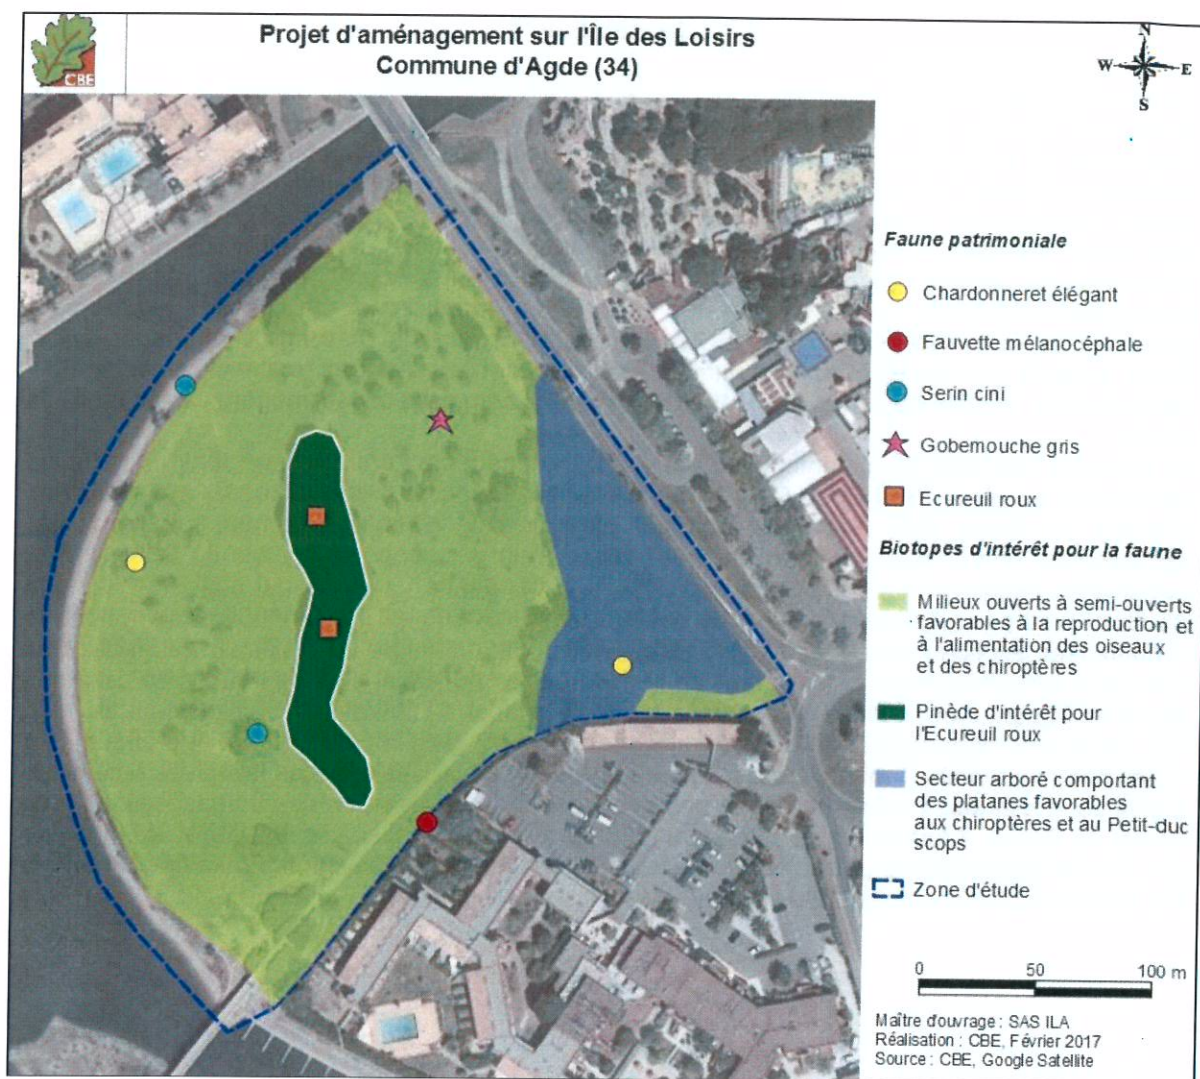 CBE
Projet d'aménagement sur l'Île des Loisirs
Commune d'Agde (34)
N
W
E
S
Faune patrimoniale
Chardonneret élégant
Fauvette mélanocéphale
Serin cini
Gobemouche gris
Ecureuil roux
Biotopes d'intérêt pour la faune
Milieux ouverts à semi-ouverts
favorables à la reproduction et
à l'alimentation des oiseaux
et des chiroptères
Pinède d'intérêt pour
l'Ecureuil roux
Secteur arboré comportant
des platanes favorables
aux chiroptères et au Petit-duc
scops
Zone d'étude
0 50 100 m
Maître d'ouvrage : SAS ILA
Réalisation : CBE, Février 2017
Source : CBE, Google Satellite